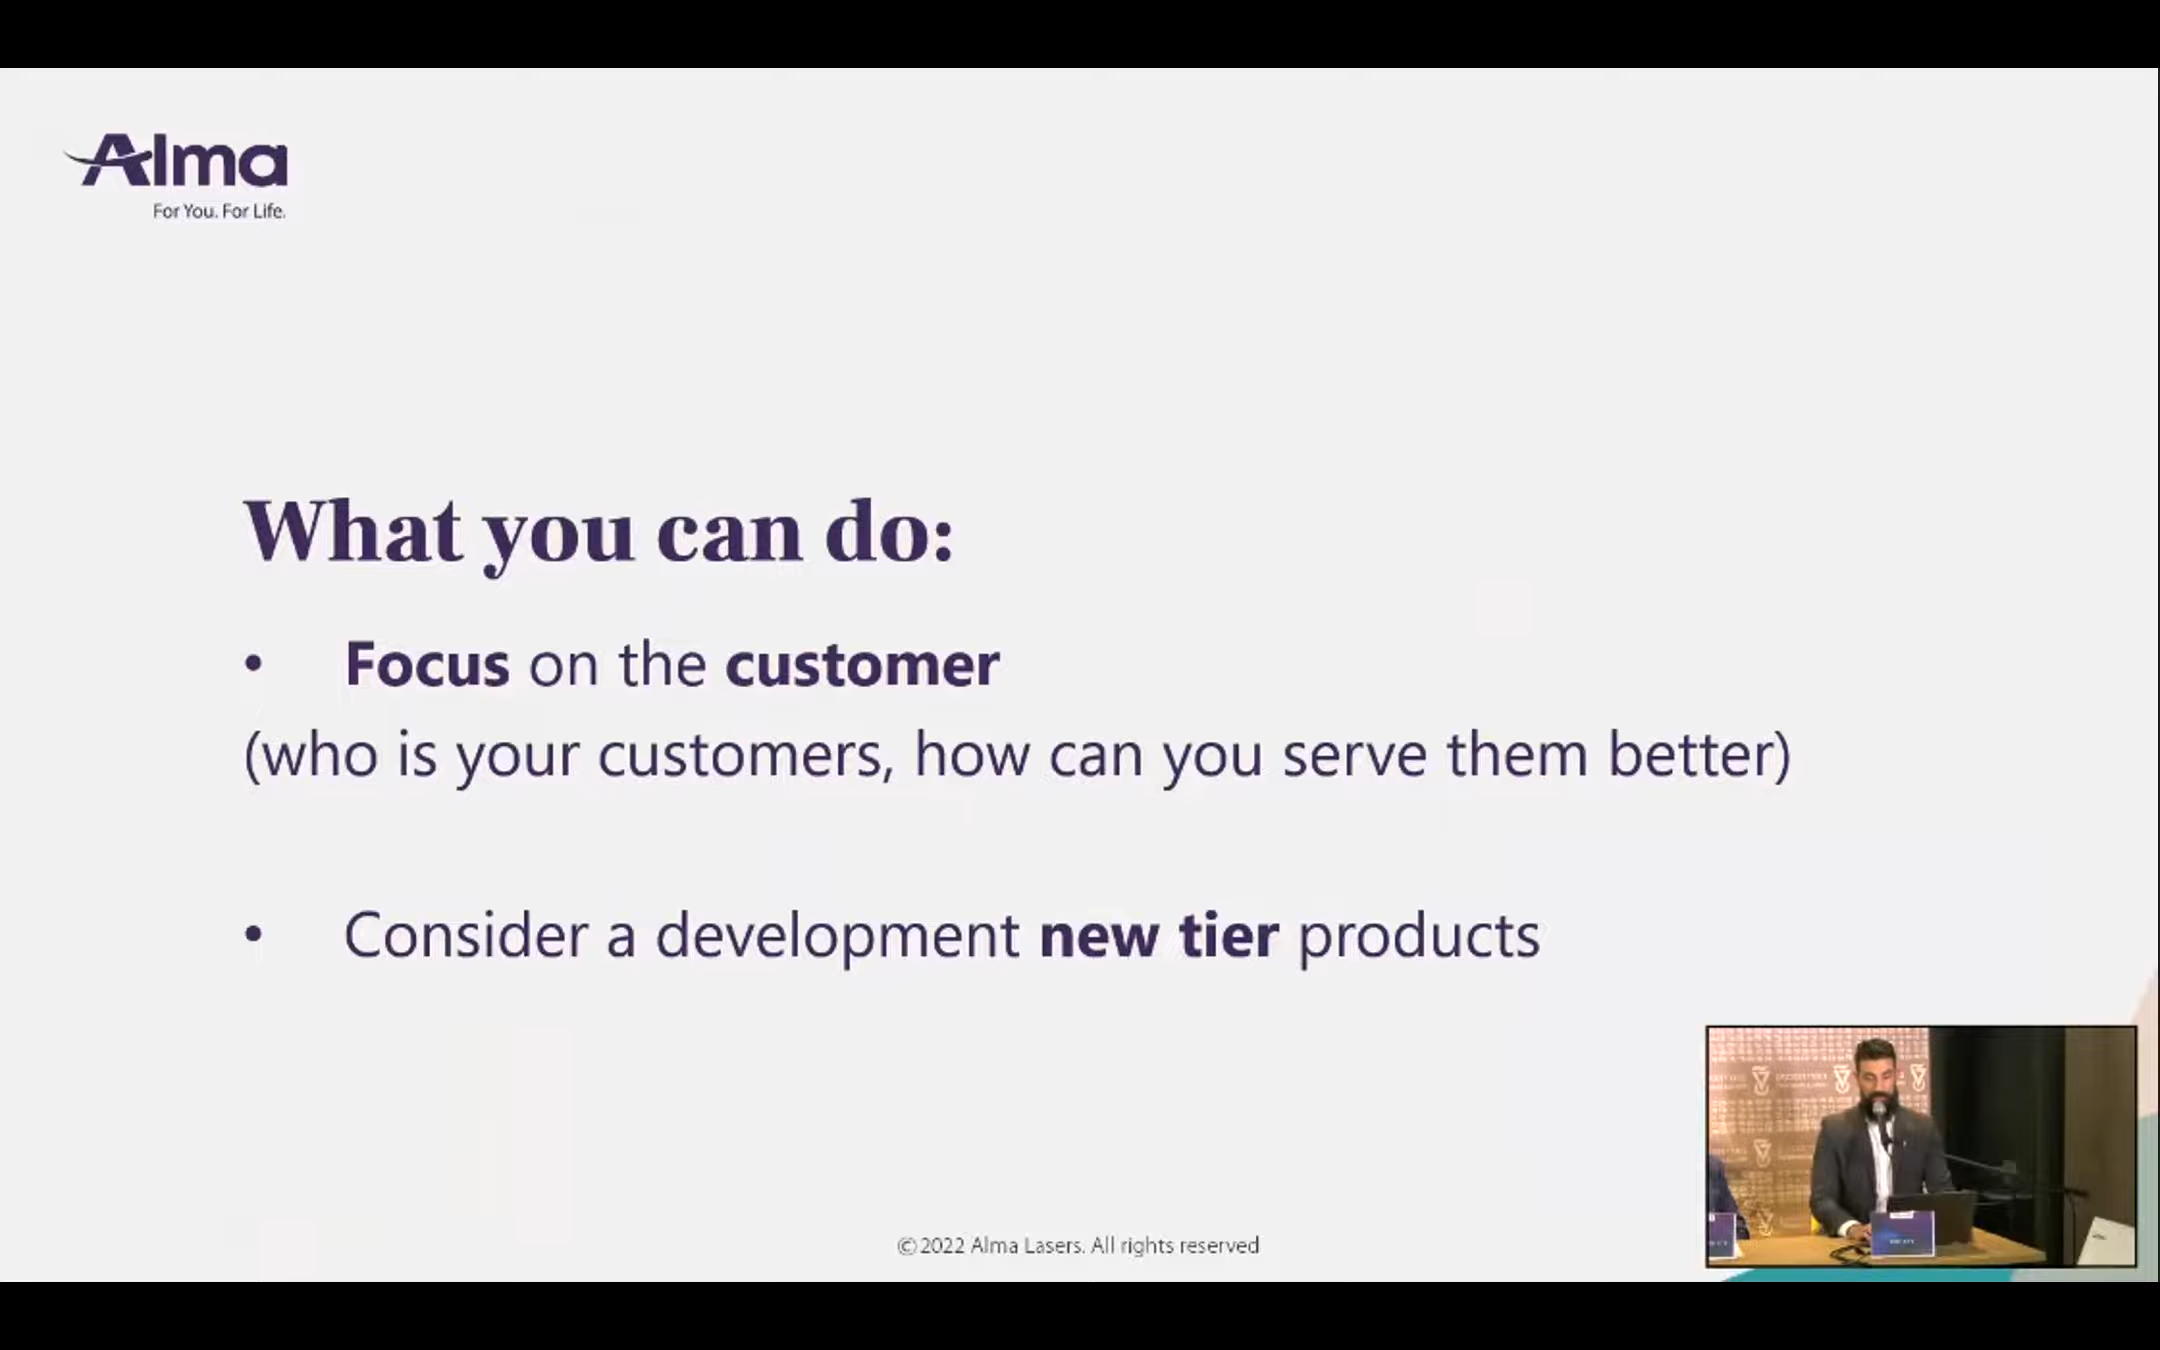 Alma
For You. For Life.
What you can do:
• Focus on the customer
(who is your customers, how can you serve them better)
• Consider a development new tier products
© 2022 Alma Lasers. All rights reserved